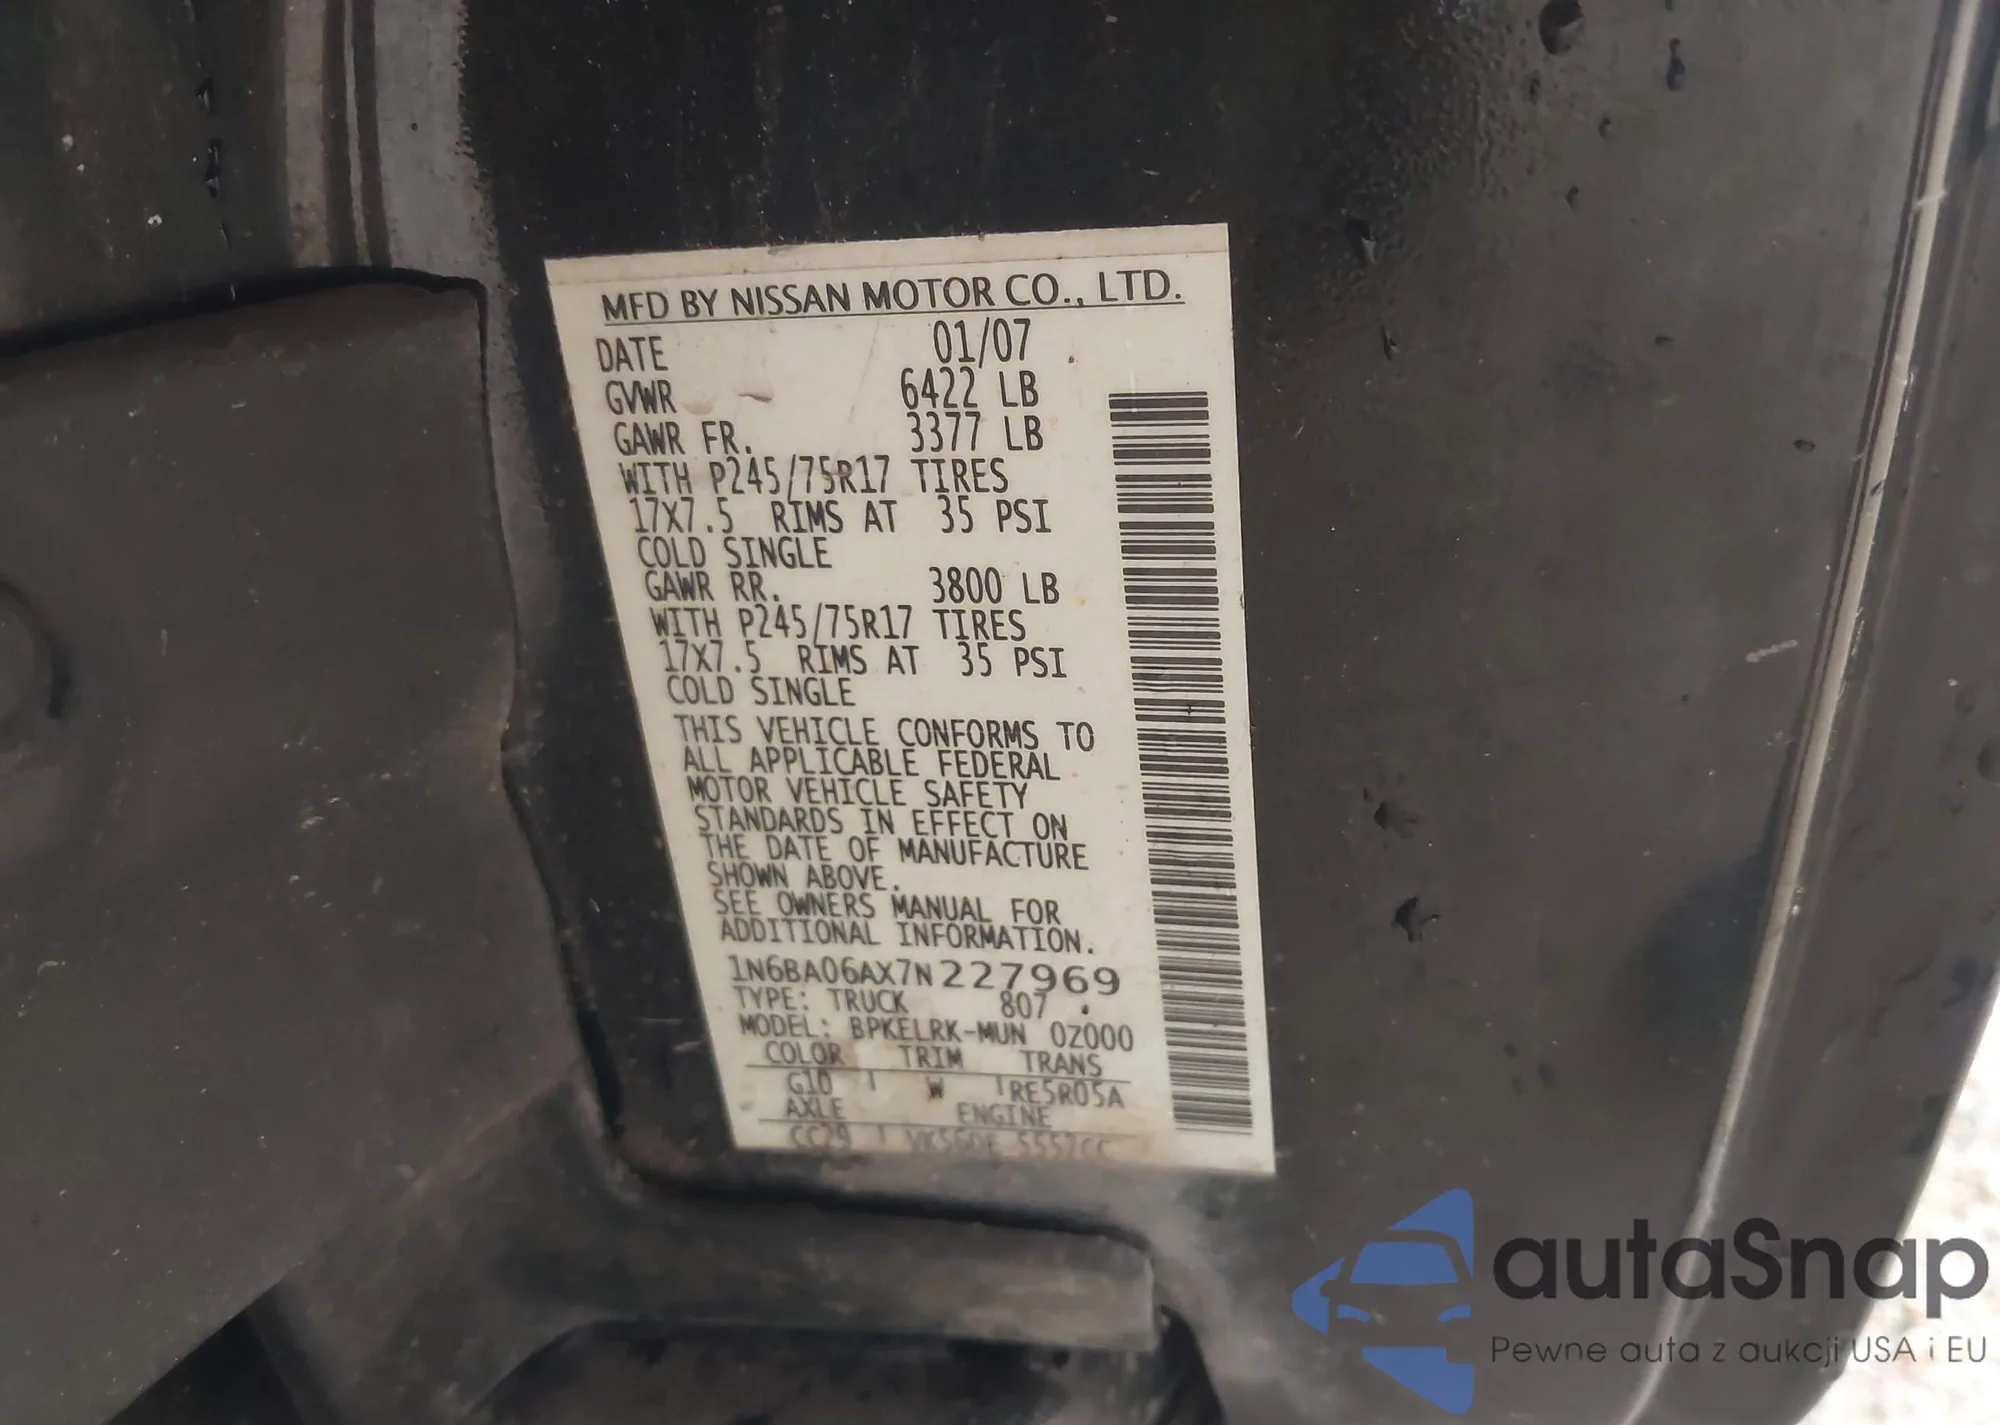 MFD BY NISSAN MOTOR CO., LTD.
DATE 01/07
GVWR 6422 LB
GAWR FR. 3377 LB
WITH P245/75R17 TIRES
17X7.5 RIMS AT 35 PSI
COLD SINGLE
GAWR RR. 3800 LB
WITH P245/75R17 TIRES
17X7.5 RIMS AT 35 PSI
COLD SINGLE
THIS VEHICLE CONFORMS TO
ALL APPLICABLE FEDERAL
MOTOR VEHICLE SAFETY
STANDARDS IN EFFECT ON
THE DATE OF MANUFACTURE
SHOWN ABOVE.
SEE OWNERS MANUAL FOR
ADDITIONAL INFORMATION.
1N6BA06AX7N227969
TYPE: TRUCK 807
MODEL: BPKELRK-MUN 0Z000
COLOR TRIM TRANS
G10 W RE5R05A
AXLE ENGINE
CC29 VK56DE 5552CC
autaSnap
Pewne auta z aukcji USA i EU